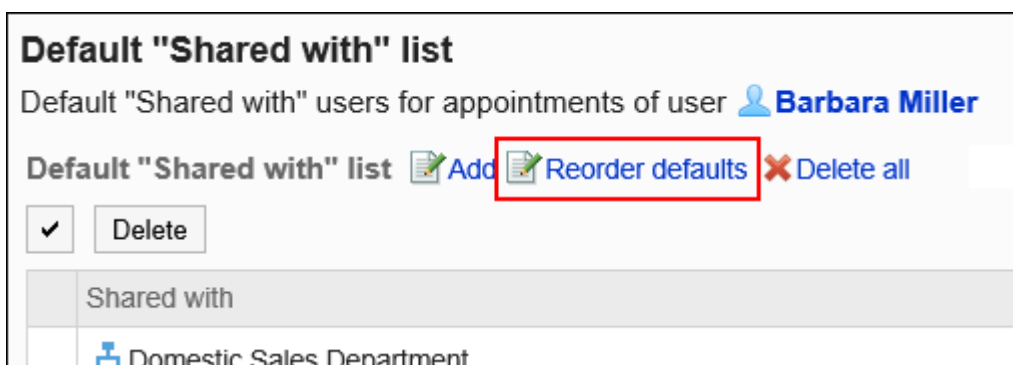 Default "Shared with" list
Default "Shared with" users for appointments of user Barbara Miller
Default "Shared with" list Add Reorder defaults Delete all
Delete
Shared with
Domestic Sales Department